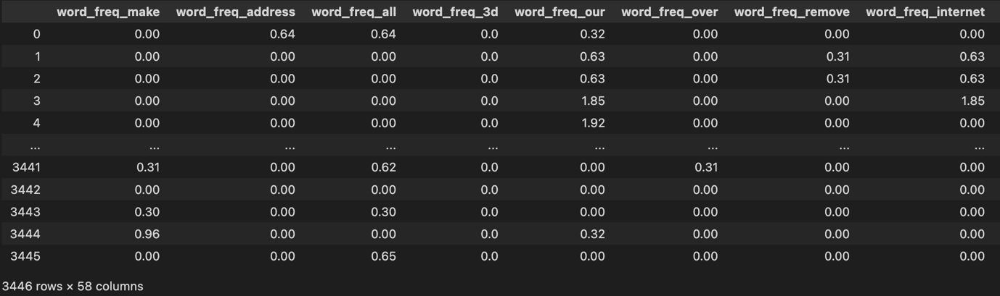 word_freq_make word_freq_address word_freq_all word_freq_3d word_freq_our word_freq_over word_freq_remove word_freq_internet
0 0.00 0.64 0.64 0.0 0.32 0.00 0.00 0.00
1 0.00 0.00 0.00 0.0 0.63 0.00 0.31 0.63
2 0.00 0.00 0.00 0.0 0.63 0.00 0.31 0.63
3 0.00 0.00 0.00 0.0 1.85 0.00 0.00 1.85
4 0.00 0.00 0.00 0.0 1.92 0.00 0.00 0.00
... ... ... ... ... ... ... ... ...
3441 0.31 0.00 0.62 0.0 0.00 0.31 0.00 0.00
3442 0.00 0.00 0.00 0.0 0.00 0.00 0.00 0.00
3443 0.30 0.00 0.30 0.0 0.00 0.00 0.00 0.00
3444 0.96 0.00 0.00 0.0 0.32 0.00 0.00 0.00
3445 0.00 0.00 0.65 0.0 0.00 0.00 0.00 0.00
3446 rows × 58 columns